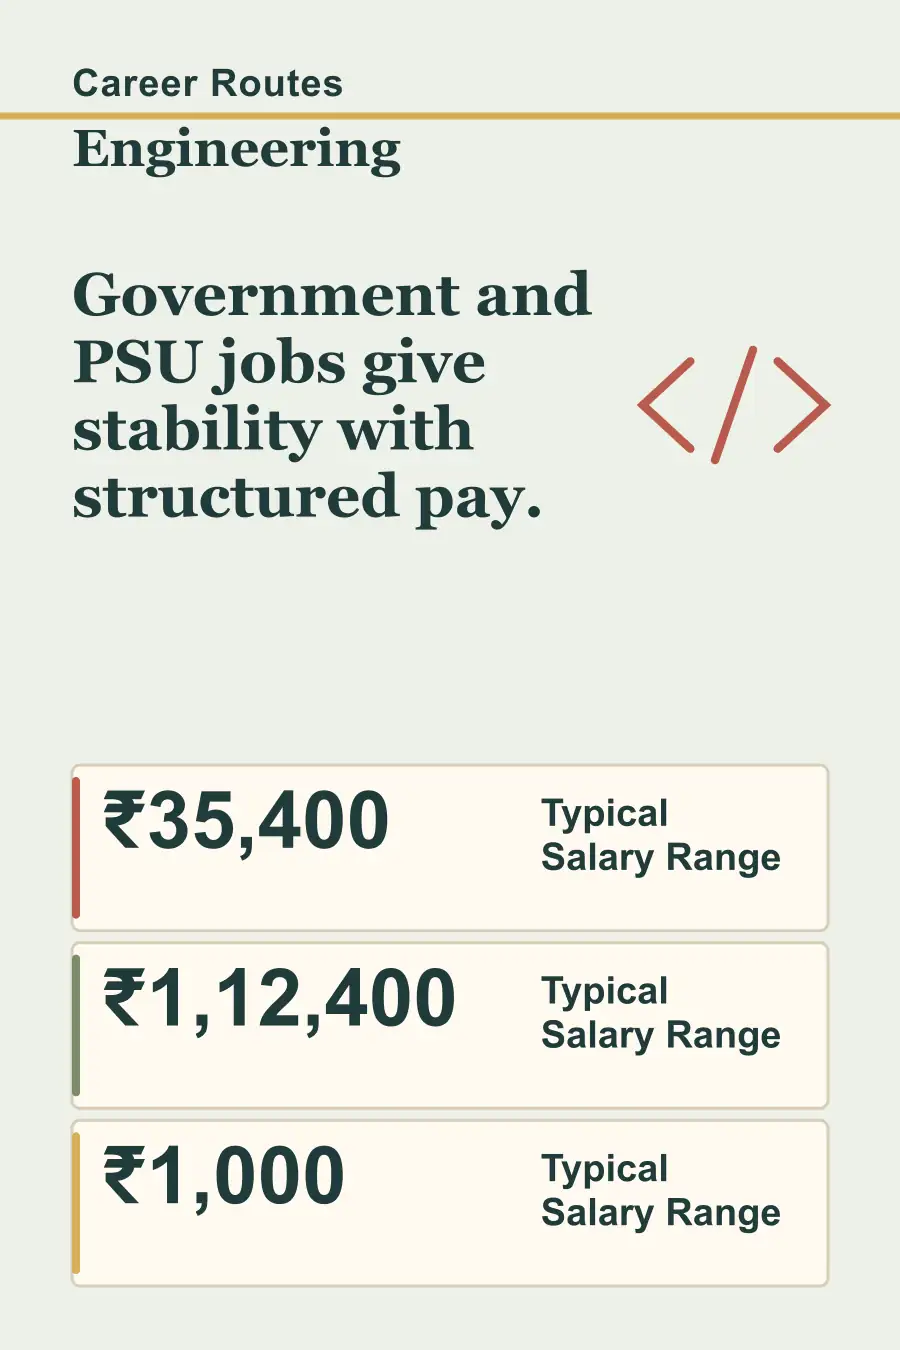 Career Routes
Engineering
Government and
PSU jobs give
stability with
structured pay.
₹35,400
Typical
Salary Range
₹1,12,400
Typical
Salary Range
₹1,000
Typical
Salary Range